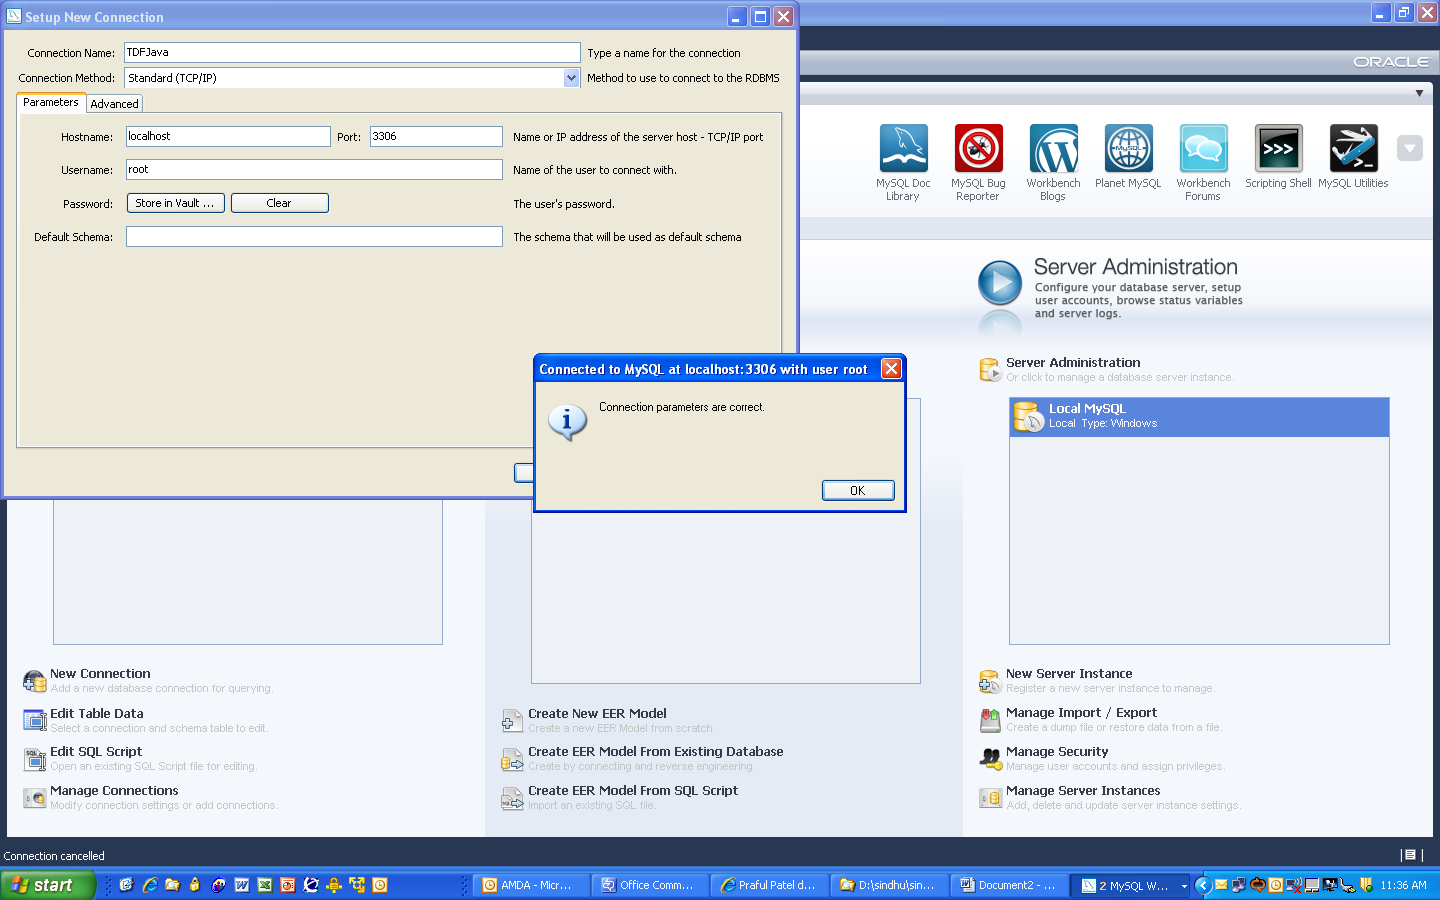 Setup New Connection
Connection Name: TDFJava Type a name for the connection
Connection Method: Standard (TCP/IP) Method to use to connect to the RDBMS
Parameters Advanced
Hostname: localhost Port: 3306 Name or IP address of the server host - TCP/IP port
Username: root Name of the user to connect with.
Password: Store in Vault ... Clear The user's password.
Default Schema: The schema that will be used as default schema
ORACLE
MySQL Doc Library
MySQL Bug Reporter
Workbench Blogs
MySQL
Planet MySQL
Workbench Forums
>>>
Scripting Shell
MySQL Utilities
Server Administration
Configure your database server, setup
user accounts, browse status variables
and server logs.
Server Administration
Or click to manage a database server instance.
Local MySQL
Local Type: Windows
Connected to MySQL at localhost:3306 with user root
Connection parameters are correct.
OK
New Connection
Add a new database connection for querying.
Edit Table Data
Select a connection and schema table to edit.
Edit SQL Script
Open an existing SQL Script file for editing.
Manage Connections
Modify connection settings or add connections.
Create New EER Model
Create a new EER Model from scratch.
Create EER Model From Existing Database
Create by connecting and reverse engineering.
Create EER Model From SQL Script
Import an existing SQL file.
New Server Instance
Register a new server instance to manage.
Manage Import / Export
Create a dump file or restore data from a file.
Manage Security
Manage user accounts and assign privileges.
Manage Server Instances
Add, delete and update server instance settings.
Connection cancelled
start
AMDA - Micr...
Office Comm...
Praful Patel d...
D:\sindhu\sin...
Document2 - ...
2 MySQL W...
11:36 AM